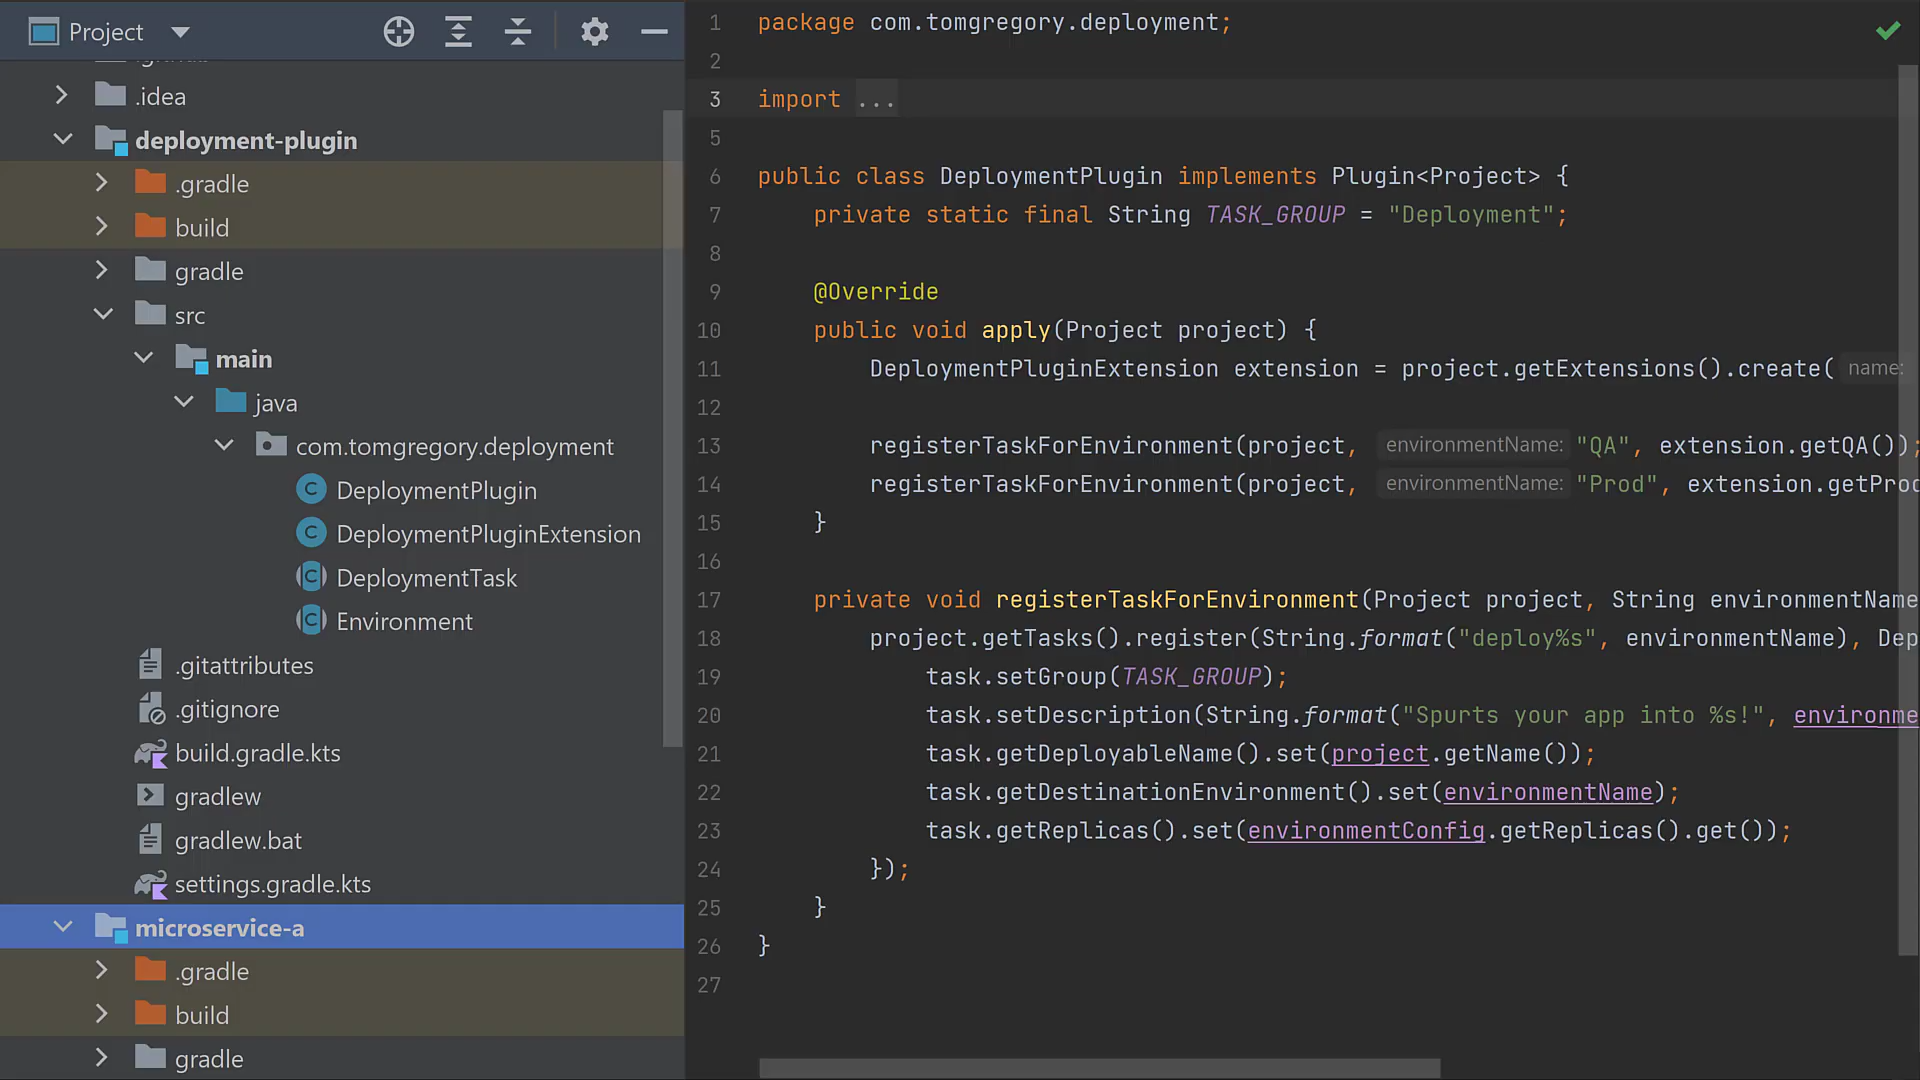 Project
.idea
deployment-plugin
.gradle
build
gradle
src
main
java
com.tomgregory.deployment
DeploymentPlugin
DeploymentPluginExtension
DeploymentTask
Environment
.gitattributes
.gitignore
build.gradle.kts
gradlew
gradlew.bat
settings.gradle.kts
microservice-a
.gradle
build
gradle
1 package com.tomgregory.deployment;
2
3 import ...
5
6 public class DeploymentPlugin implements Plugin<Project> {
7 private static final String TASK_GROUP = "Deployment";
8
9 @Override
10 public void apply(Project project) {
11 DeploymentPluginExtension extension = project.getExtensions().create( name:
12
13 registerTaskForEnvironment(project, environmentName: "QA", extension.getQA());
14 registerTaskForEnvironment(project, environmentName: "Prod", extension.getProd
15 }
16
17 private void registerTaskForEnvironment(Project project, String environmentName
18 project.getTasks().register(String.format("deploy%s", environmentName), Dep
19 task.setGroup(TASK_GROUP);
20 task.setDescription(String.format("Spurts your app into %s!", environme
21 task.getDeployableName().set(project.getName());
22 task.getDestinationEnvironment().set(environmentName);
23 task.getReplicas().set(environmentConfig.getReplicas().get());
24 });
25 }
26 }
27